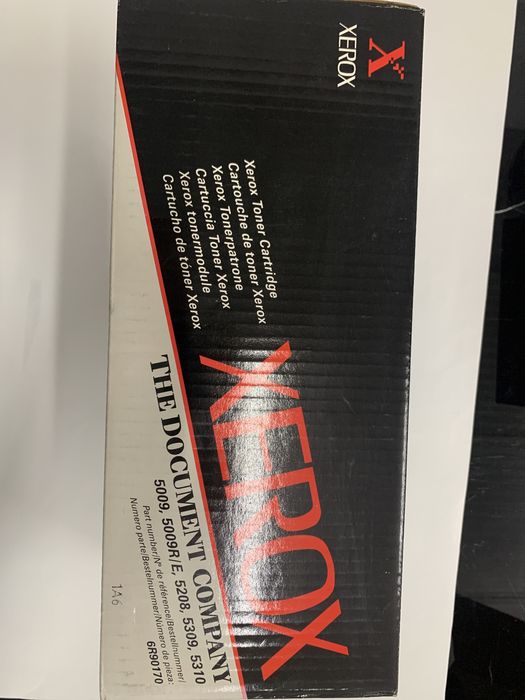 X
XEROX
Xerox Toner Cartridge
Cartouche de toner Xerox
Xerox Tonerpatrone
Cartuccia Toner Xerox
Xerox tonermodule
Cartucho de tóner Xerox
XEROX
THE DOCUMENT COMPANY
5009, 5009R/E, 5208, 5309, 5310
Part number/Nº de référence/Bestellnummer/
Numero parte/Bestelnummer/Número de pieza:
6R90170
1A6